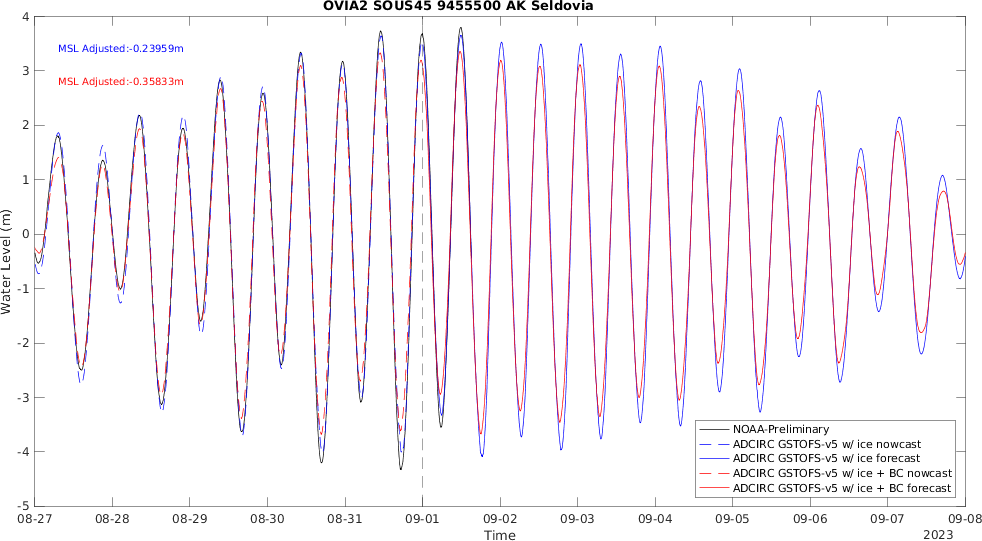 OVIA2 SOUS45 9455500 AK Seldovia
MSL Adjusted:-0.23959m
MSL Adjusted:-0.35833m
4
3
2
1
0
-1
-2
-3
-4
-5
Water Level (m)
NOAA-Preliminary
ADCIRC GSTOFS-v5 w/ ice nowcast
ADCIRC GSTOFS-v5 w/ ice forecast
ADCIRC GSTOFS-v5 w/ ice + BC nowcast
ADCIRC GSTOFS-v5 w/ ice + BC forecast
08-27 08-28 08-29 08-30 08-31 09-01 09-02 09-03 09-04 09-05 09-06 09-07 09-08
Time
2023